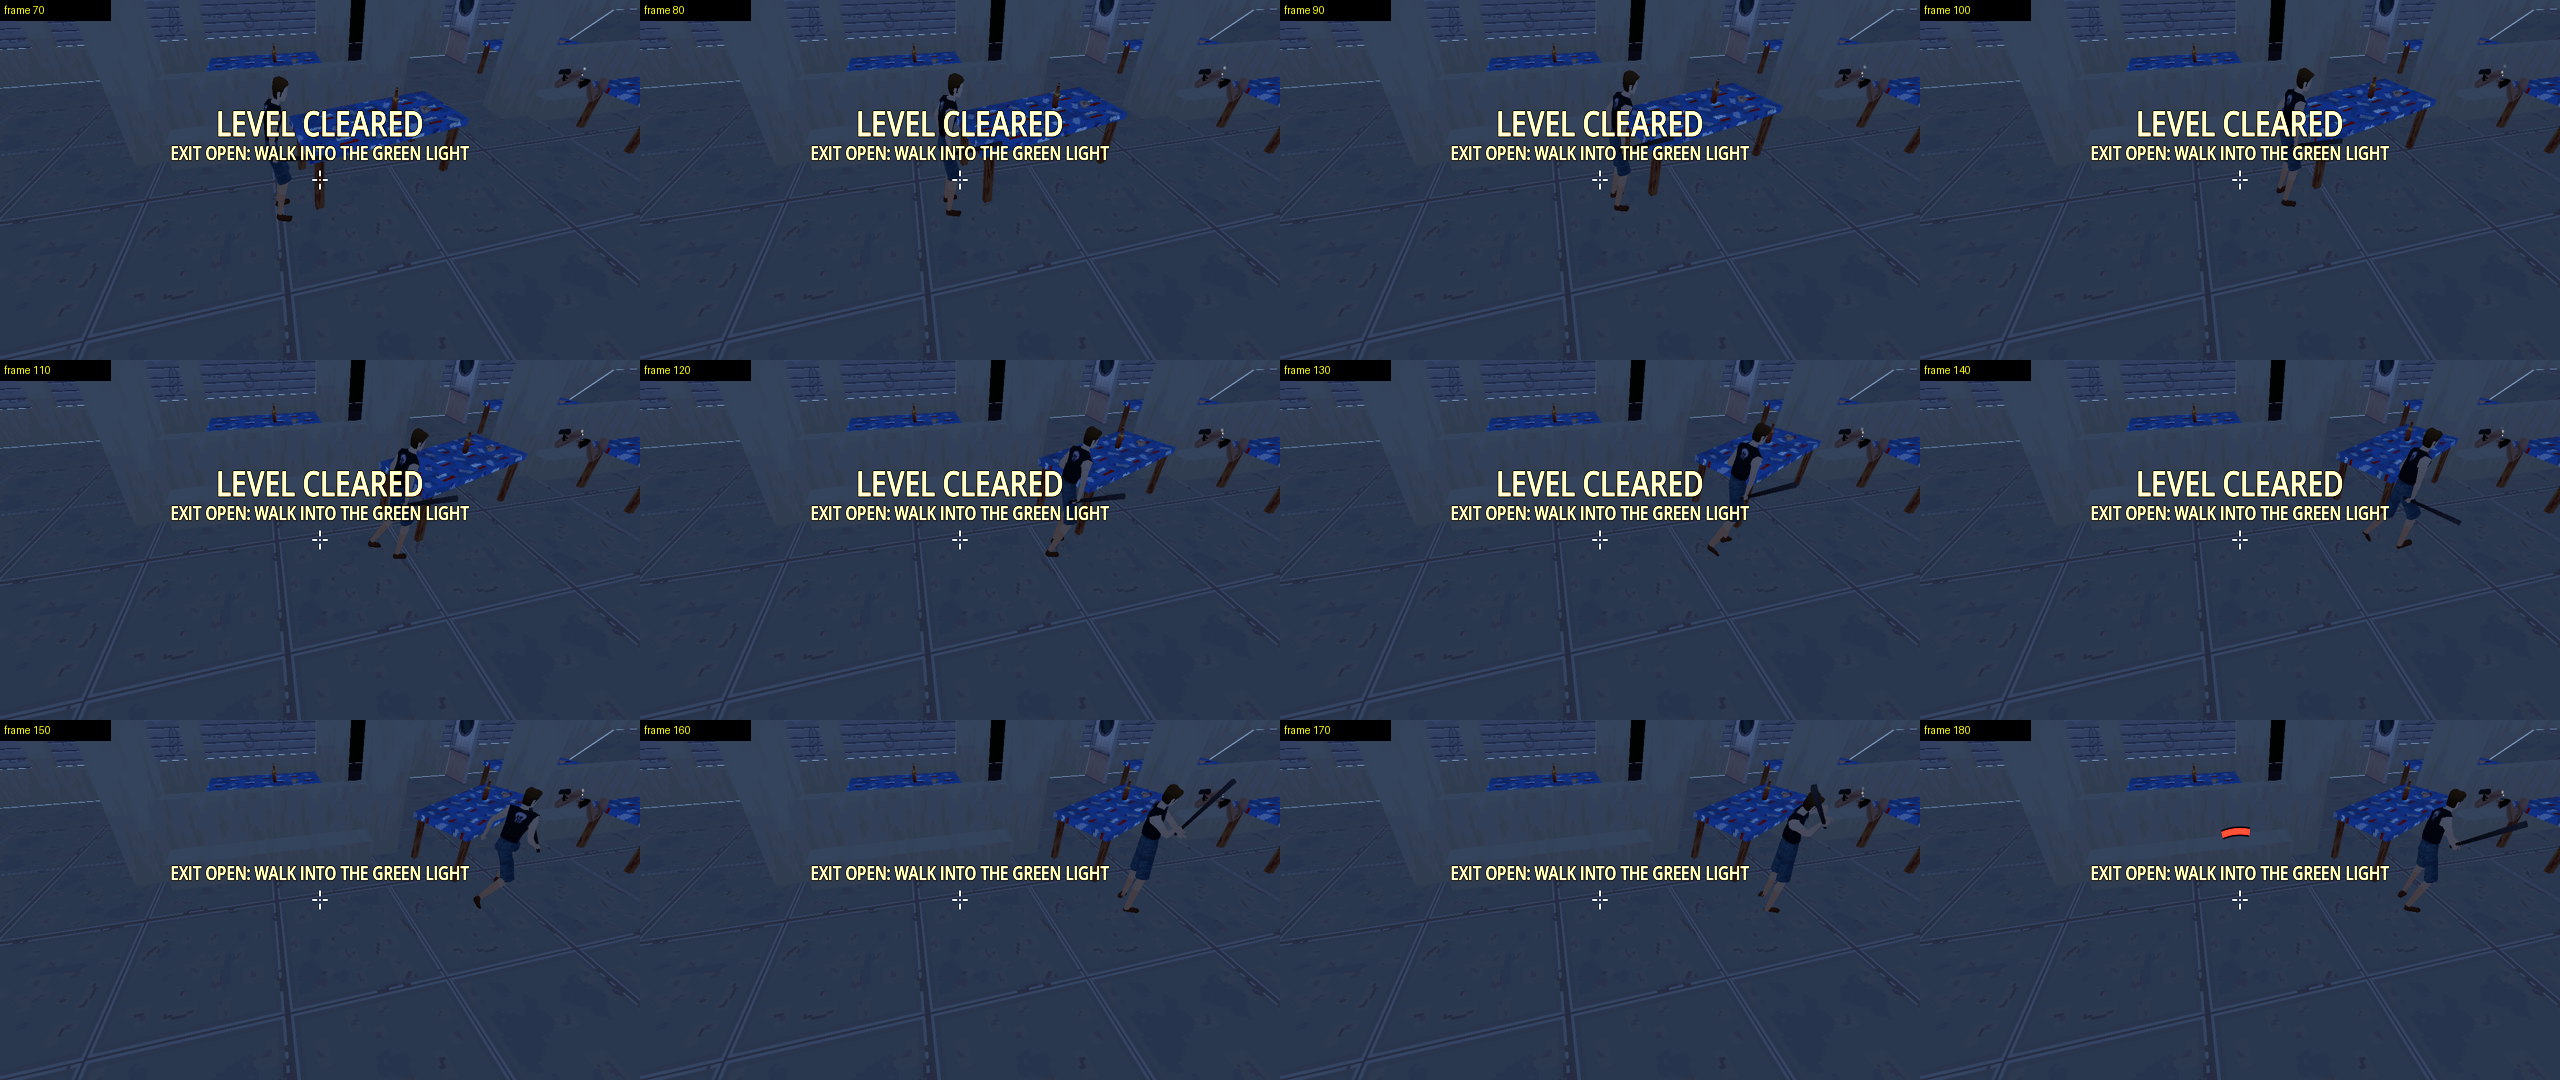 frame 70
LEVEL CLEARED
EXIT OPEN: WALK INTO THE GREEN LIGHT
frame 80
LEVEL CLEARED
EXIT OPEN: WALK INTO THE GREEN LIGHT
frame 90
LEVEL CLEARED
EXIT OPEN: WALK INTO THE GREEN LIGHT
frame 100
LEVEL CLEARED
EXIT OPEN: WALK INTO THE GREEN LIGHT
frame 110
LEVEL CLEARED
EXIT OPEN: WALK INTO THE GREEN LIGHT
frame 120
LEVEL CLEARED
EXIT OPEN: WALK INTO THE GREEN LIGHT
frame 130
LEVEL CLEARED
EXIT OPEN: WALK INTO THE GREEN LIGHT
frame 140
LEVEL CLEARED
EXIT OPEN: WALK INTO THE GREEN LIGHT
frame 150
EXIT OPEN: WALK INTO THE GREEN LIGHT
frame 160
EXIT OPEN: WALK INTO THE GREEN LIGHT
frame 170
EXIT OPEN: WALK INTO THE GREEN LIGHT
frame 180
EXIT OPEN: WALK INTO THE GREEN LIGHT